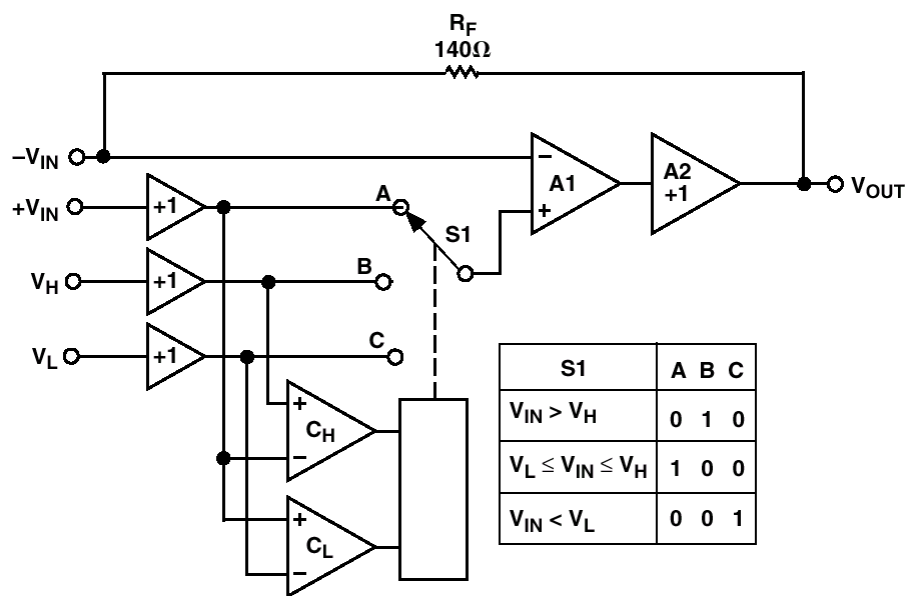 R_F
140Ω
–V_IN
+V_IN
V_H
V_L
+1
+1
+1
A
B
C
S1
–
+
A1
A2
+1
V_OUT
+
C_H
–
+
C_L
–
S1 A B C
V_IN > V_H 0 1 0
V_L ≤ V_IN ≤ V_H 1 0 0
V_IN < V_L 0 0 1